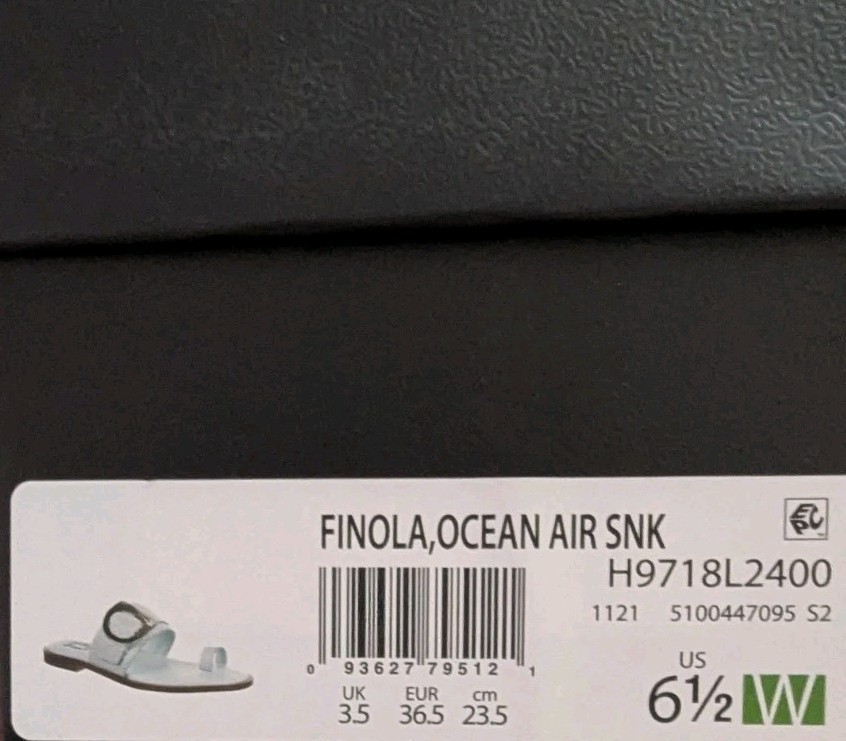 FINOLA,OCEAN AIR SNK
H9718L2400
1121 5100447095 S2
0 93627 79512 1
UK EUR cm US
3.5 36.5 23.5 6½ W